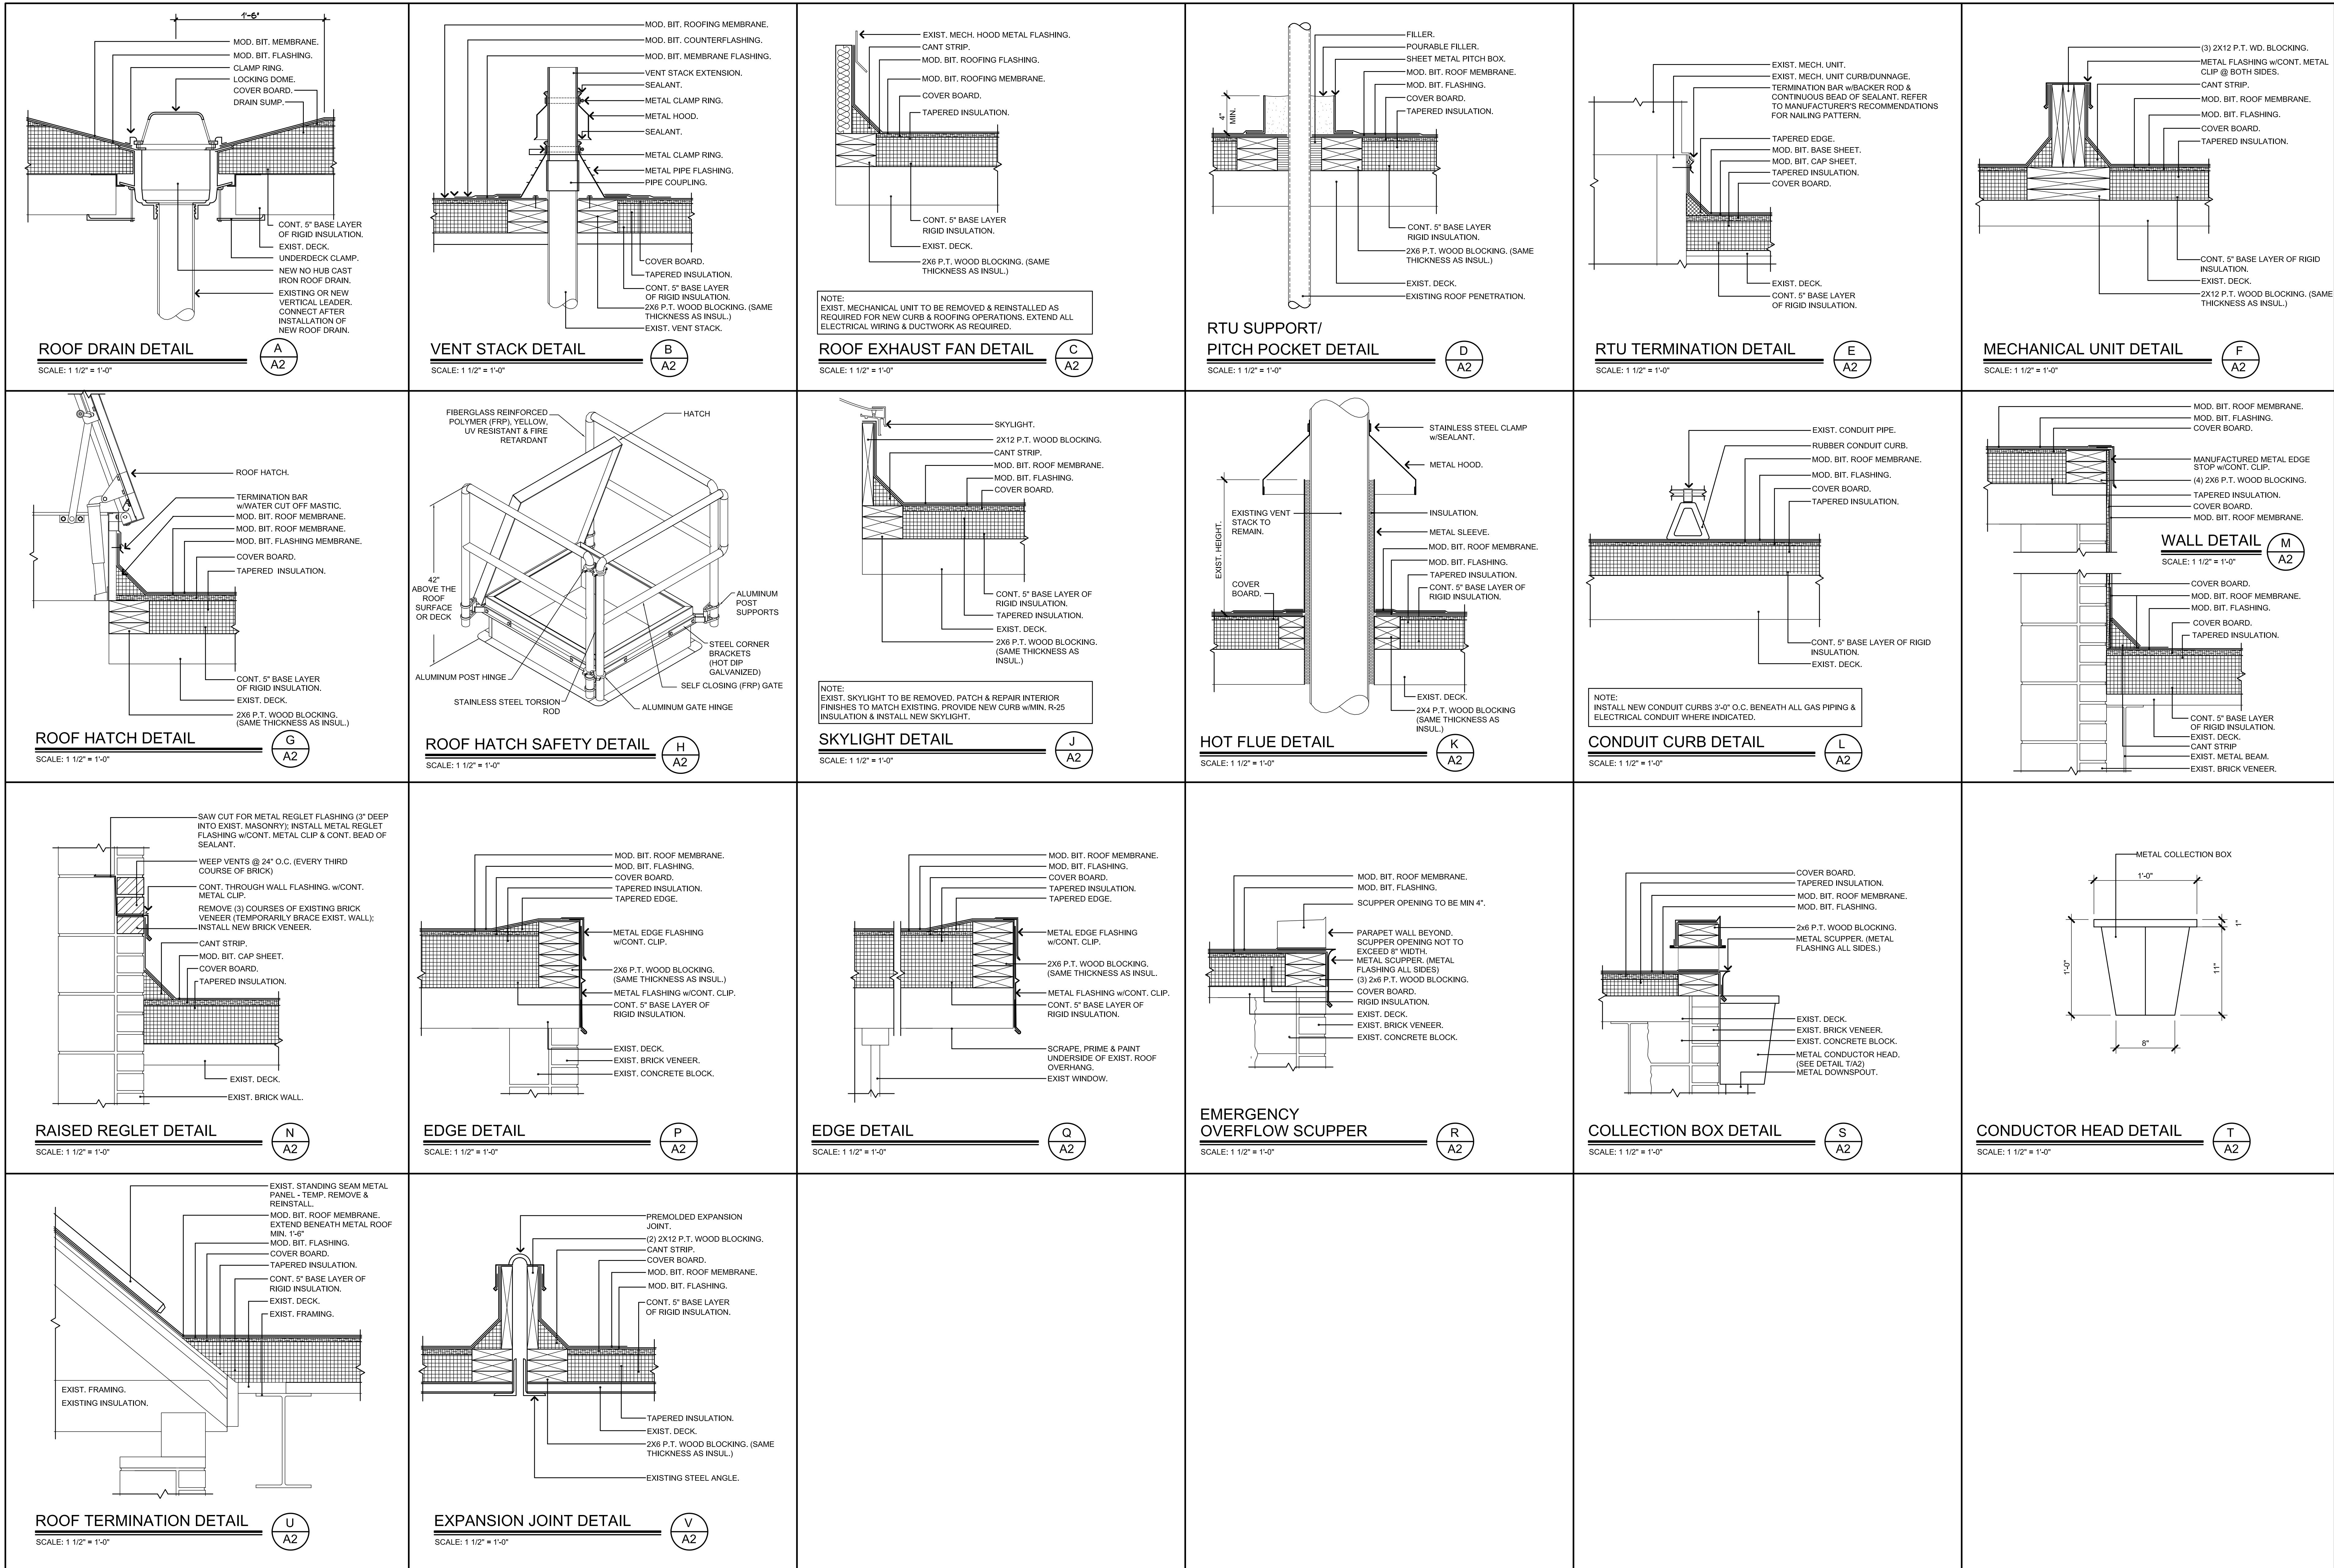 1'-6"
MOD. BIT. MEMBRANE.
MOD. BIT. FLASHING.
CLAMP RING.
LOCKING DOME.
COVER BOARD.
DRAIN SUMP.
CONT. 5" BASE LAYER
OF RIGID INSULATION.
EXIST. DECK.
UNDERDECK CLAMP.
NEW NO HUB CAST
IRON ROOF DRAIN.
EXISTING OR NEW
VERTICAL LEADER.
CONNECT AFTER
INSTALLATION OF
NEW ROOF DRAIN.
ROOF DRAIN DETAIL
A
A2
SCALE: 1 1/2" = 1'-0"
MOD. BIT. ROOFING MEMBRANE.
MOD. BIT. COUNTERFLASHING.
MOD. BIT. MEMBRANE FLASHING.
VENT STACK EXTENSION.
SEALANT.
METAL CLAMP RING.
METAL HOOD.
SEALANT.
METAL CLAMP RING.
METAL PIPE FLASHING.
PIPE COUPLING.
COVER BOARD.
TAPERED INSULATION.
CONT. 5" BASE LAYER
OF RIGID INSULATION.
2X6 P.T. WOOD BLOCKING. (SAME
THICKNESS AS INSUL.)
EXIST. VENT STACK.
VENT STACK DETAIL
B
A2
SCALE: 1 1/2" = 1'-0"
EXIST. MECH. HOOD METAL FLASHING.
CANT STRIP.
MOD. BIT. ROOFING FLASHING.
MOD. BIT. ROOFING MEMBRANE.
COVER BOARD.
TAPERED INSULATION.
CONT. 5" BASE LAYER
RIGID INSULATION.
EXIST. DECK.
2X6 P.T. WOOD BLOCKING. (SAME
THICKNESS AS INSUL.)
NOTE:
EXIST. MECHANICAL UNIT TO BE REMOVED & REINSTALLED AS
REQUIRED FOR NEW CURB & ROOFING OPERATIONS. EXTEND ALL
ELECTRICAL WIRING & DUCTWORK AS REQUIRED.
ROOF EXHAUST FAN DETAIL
C
A2
SCALE: 1 1/2" = 1'-0"
FILLER.
POURABLE FILLER.
SHEET METAL PITCH BOX.
MOD. BIT. ROOF MEMBRANE.
MOD. BIT. FLASHING.
COVER BOARD.
TAPERED INSULATION.
4"
MIN.
CONT. 5" BASE LAYER
RIGID INSULATION.
2X6 P.T. WOOD BLOCKING. (SAME
THICKNESS AS INSUL.)
EXIST. DECK.
EXISTING ROOF PENETRATION.
RTU SUPPORT/
PITCH POCKET DETAIL
D
A2
SCALE: 1 1/2" = 1'-0"
EXIST. MECH. UNIT.
EXIST. MECH. UNIT CURB/DUNNAGE.
TERMINATION BAR w/BACKER ROD &
CONTINUOUS BEAD OF SEALANT. REFER
TO MANUFACTURER'S RECOMMENDATIONS
FOR NAILING PATTERN.
TAPERED EDGE.
MOD. BIT. BASE SHEET.
MOD. BIT. CAP SHEET.
TAPERED INSULATION.
COVER BOARD.
EXIST. DECK.
CONT. 5" BASE LAYER
OF RIGID INSULATION.
RTU TERMINATION DETAIL
E
A2
SCALE: 1 1/2" = 1'-0"
(3) 2X12 P.T. WD. BLOCKING.
METAL FLASHING w/CONT. METAL
CLIP @ BOTH SIDES.
CANT STRIP.
MOD. BIT. ROOF MEMBRANE.
MOD. BIT. FLASHING.
COVER BOARD.
TAPERED INSULATION.
CONT. 5" BASE LAYER OF RIGID
INSULATION.
EXIST. DECK.
2X12 P.T. WOOD BLOCKING. (SAME
THICKNESS AS INSUL.)
MECHANICAL UNIT DETAIL
F
A2
SCALE: 1 1/2" = 1'-0"
ROOF HATCH.
TERMINATION BAR
w/WATER CUT OFF MASTIC.
MOD. BIT. ROOF MEMBRANE.
MOD. BIT. ROOF MEMBRANE.
MOD. BIT. FLASHING MEMBRANE.
COVER BOARD.
TAPERED INSULATION.
CONT. 5" BASE LAYER
OF RIGID INSULATION.
EXIST. DECK.
2X6 P.T. WOOD BLOCKING.
(SAME THICKNESS AS INSUL.)
ROOF HATCH DETAIL
G
A2
SCALE: 1 1/2" = 1'-0"
FIBERGLASS REINFORCED
POLYMER (FRP), YELLOW,
UV RESISTANT & FIRE
RETARDANT
HATCH
42"
ABOVE THE
ROOF
SURFACE
OR DECK
ALUMINUM
POST
SUPPORTS
STEEL CORNER
BRACKETS
(HOT DIP
GALVANIZED)
ALUMINUM POST HINGE
SELF CLOSING (FRP) GATE
STAINLESS STEEL TORSION
ROD
ALUMINUM GATE HINGE
ROOF HATCH SAFETY DETAIL
H
A2
SCALE: 1 1/2" = 1'-0"
SKYLIGHT.
2X12 P.T. WOOD BLOCKING.
CANT STRIP.
MOD. BIT. ROOF MEMBRANE.
MOD. BIT. FLASHING.
COVER BOARD.
CONT. 5" BASE LAYER OF
RIGID INSULATION.
TAPERED INSULATION.
EXIST. DECK.
2X6 P.T. WOOD BLOCKING.
(SAME THICKNESS AS
INSUL.)
NOTE:
EXIST. SKYLIGHT TO BE REMOVED. PATCH & REPAIR INTERIOR
FINISHES TO MATCH EXISTING. PROVIDE NEW CURB w/MIN. R-25
INSULATION & INSTALL NEW SKYLIGHT.
SKYLIGHT DETAIL
J
A2
SCALE: 1 1/2" = 1'-0"
STAINLESS STEEL CLAMP
w/SEALANT.
METAL HOOD.
EXIST. HEIGHT.
EXISTING VENT
STACK TO
REMAIN.
INSULATION.
METAL SLEEVE.
MOD. BIT. ROOF MEMBRANE.
MOD. BIT. FLASHING.
TAPERED INSULATION.
CONT. 5" BASE LAYER OF
RIGID INSULATION.
COVER
BOARD.
EXIST. DECK.
2X4 P.T. WOOD BLOCKING
(SAME THICKNESS AS
INSUL.)
HOT FLUE DETAIL
K
A2
SCALE: 1 1/2" = 1'-0"
EXIST. CONDUIT PIPE.
RUBBER CONDUIT CURB.
MOD. BIT. ROOF MEMBRANE.
MOD. BIT. FLASHING.
COVER BOARD.
TAPERED INSULATION.
CONT. 5" BASE LAYER OF RIGID
INSULATION.
EXIST. DECK.
NOTE:
INSTALL NEW CONDUIT CURBS 3'-0" O.C. BENEATH ALL GAS PIPING &
ELECTRICAL CONDUIT WHERE INDICATED.
CONDUIT CURB DETAIL
L
A2
SCALE: 1 1/2" = 1'-0"
MOD. BIT. ROOF MEMBRANE.
MOD. BIT. FLASHING.
COVER BOARD.
MANUFACTURED METAL EDGE
STOP w/CONT. CLIP.
(4) 2X6 P.T. WOOD BLOCKING.
TAPERED INSULATION.
COVER BOARD.
MOD. BIT. ROOF MEMBRANE.
WALL DETAIL
M
A2
SCALE: 1 1/2" = 1'-0"
COVER BOARD.
MOD. BIT. ROOF MEMBRANE.
MOD. BIT. FLASHING.
COVER BOARD.
TAPERED INSULATION.
CONT. 5" BASE LAYER
OF RIGID INSULATION.
EXIST. DECK.
CANT STRIP
EXIST. METAL BEAM.
EXIST. BRICK VENEER.
SAW CUT FOR METAL REGLET FLASHING (3" DEEP
INTO EXIST. MASONRY); INSTALL METAL REGLET
FLASHING w/CONT. METAL CLIP & CONT. BEAD OF
SEALANT.
WEEP VENTS @ 24" O.C. (EVERY THIRD
COURSE OF BRICK)
CONT. THROUGH WALL FLASHING. w/CONT.
METAL CLIP.
REMOVE (3) COURSES OF EXISTING BRICK
VENEER (TEMPORARILY BRACE EXIST. WALL);
INSTALL NEW BRICK VENEER.
CANT STRIP.
MOD. BIT. CAP SHEET.
COVER BOARD.
TAPERED INSULATION.
EXIST. DECK.
EXIST. BRICK WALL.
RAISED REGLET DETAIL
N
A2
SCALE: 1 1/2" = 1'-0"
MOD. BIT. ROOF MEMBRANE.
MOD. BIT. FLASHING.
COVER BOARD.
TAPERED INSULATION.
TAPERED EDGE.
METAL EDGE FLASHING
w/CONT. CLIP.
2X6 P.T. WOOD BLOCKING.
(SAME THICKNESS AS INSUL.)
METAL FLASHING w/CONT. CLIP.
CONT. 5" BASE LAYER OF
RIGID INSULATION.
EXIST. DECK.
EXIST. BRICK VENEER.
EXIST. CONCRETE BLOCK.
EDGE DETAIL
P
A2
SCALE: 1 1/2" = 1'-0"
MOD. BIT. ROOF MEMBRANE.
MOD. BIT. FLASHING.
COVER BOARD.
TAPERED INSULATION.
TAPERED EDGE.
METAL EDGE FLASHING
w/CONT. CLIP.
2X6 P.T. WOOD BLOCKING.
(SAME THICKNESS AS INSUL.
METAL FLASHING w/CONT. CLIP.
CONT. 5" BASE LAYER OF
RIGID INSULATION.
SCRAPE, PRIME & PAINT
UNDERSIDE OF EXIST. ROOF
OVERHANG.
EXIST WINDOW.
EDGE DETAIL
Q
A2
SCALE: 1 1/2" = 1'-0"
MOD. BIT. ROOF MEMBRANE.
MOD. BIT. FLASHING.
SCUPPER OPENING TO BE MIN 4".
PARAPET WALL BEYOND.
SCUPPER OPENING NOT TO
EXCEED 8" WIDTH.
METAL SCUPPER. (METAL
FLASHING ALL SIDES)
(3) 2x6 P.T. WOOD BLOCKING.
COVER BOARD.
RIGID INSULATION.
EXIST. DECK.
EXIST. BRICK VENEER.
EXIST. CONCRETE BLOCK.
EMERGENCY
OVERFLOW SCUPPER
R
A2
SCALE: 1 1/2" = 1'-0"
COVER BOARD.
TAPERED INSULATION.
MOD. BIT. ROOF MEMBRANE.
MOD. BIT. FLASHING.
2x6 P.T. WOOD BLOCKING.
METAL SCUPPER. (METAL
FLASHING ALL SIDES.)
EXIST. DECK.
EXIST. BRICK VENEER.
EXIST. CONCRETE BLOCK.
METAL CONDUCTOR HEAD.
(SEE DETAIL T/A2)
METAL DOWNSPOUT.
COLLECTION BOX DETAIL
S
A2
SCALE: 1 1/2" = 1'-0"
METAL COLLECTION BOX
1'-0"
1"
1'-0"
11"
8"
CONDUCTOR HEAD DETAIL
T
A2
SCALE: 1 1/2" = 1'-0"
EXIST. STANDING SEAM METAL
PANEL - TEMP. REMOVE &
REINSTALL.
MOD. BIT. ROOF MEMBRANE.
EXTEND BENEATH METAL ROOF
MIN. 1'-6"
MOD. BIT. FLASHING.
COVER BOARD.
TAPERED INSULATION.
CONT. 5" BASE LAYER OF
RIGID INSULATION.
EXIST. DECK.
EXIST. FRAMING.
EXIST. FRAMING.
EXISTING INSULATION.
ROOF TERMINATION DETAIL
U
A2
SCALE: 1 1/2" = 1'-0"
PREMOLDED EXPANSION
JOINT.
(2) 2X12 P.T. WOOD BLOCKING.
CANT STRIP.
COVER BOARD.
MOD. BIT. ROOF MEMBRANE.
MOD. BIT. FLASHING.
CONT. 5" BASE LAYER
OF RIGID INSULATION.
TAPERED INSULATION.
EXIST. DECK.
2X6 P.T. WOOD BLOCKING. (SAME
THICKNESS AS INSUL.)
EXISTING STEEL ANGLE.
EXPANSION JOINT DETAIL
V
A2
SCALE: 1 1/2" = 1'-0"